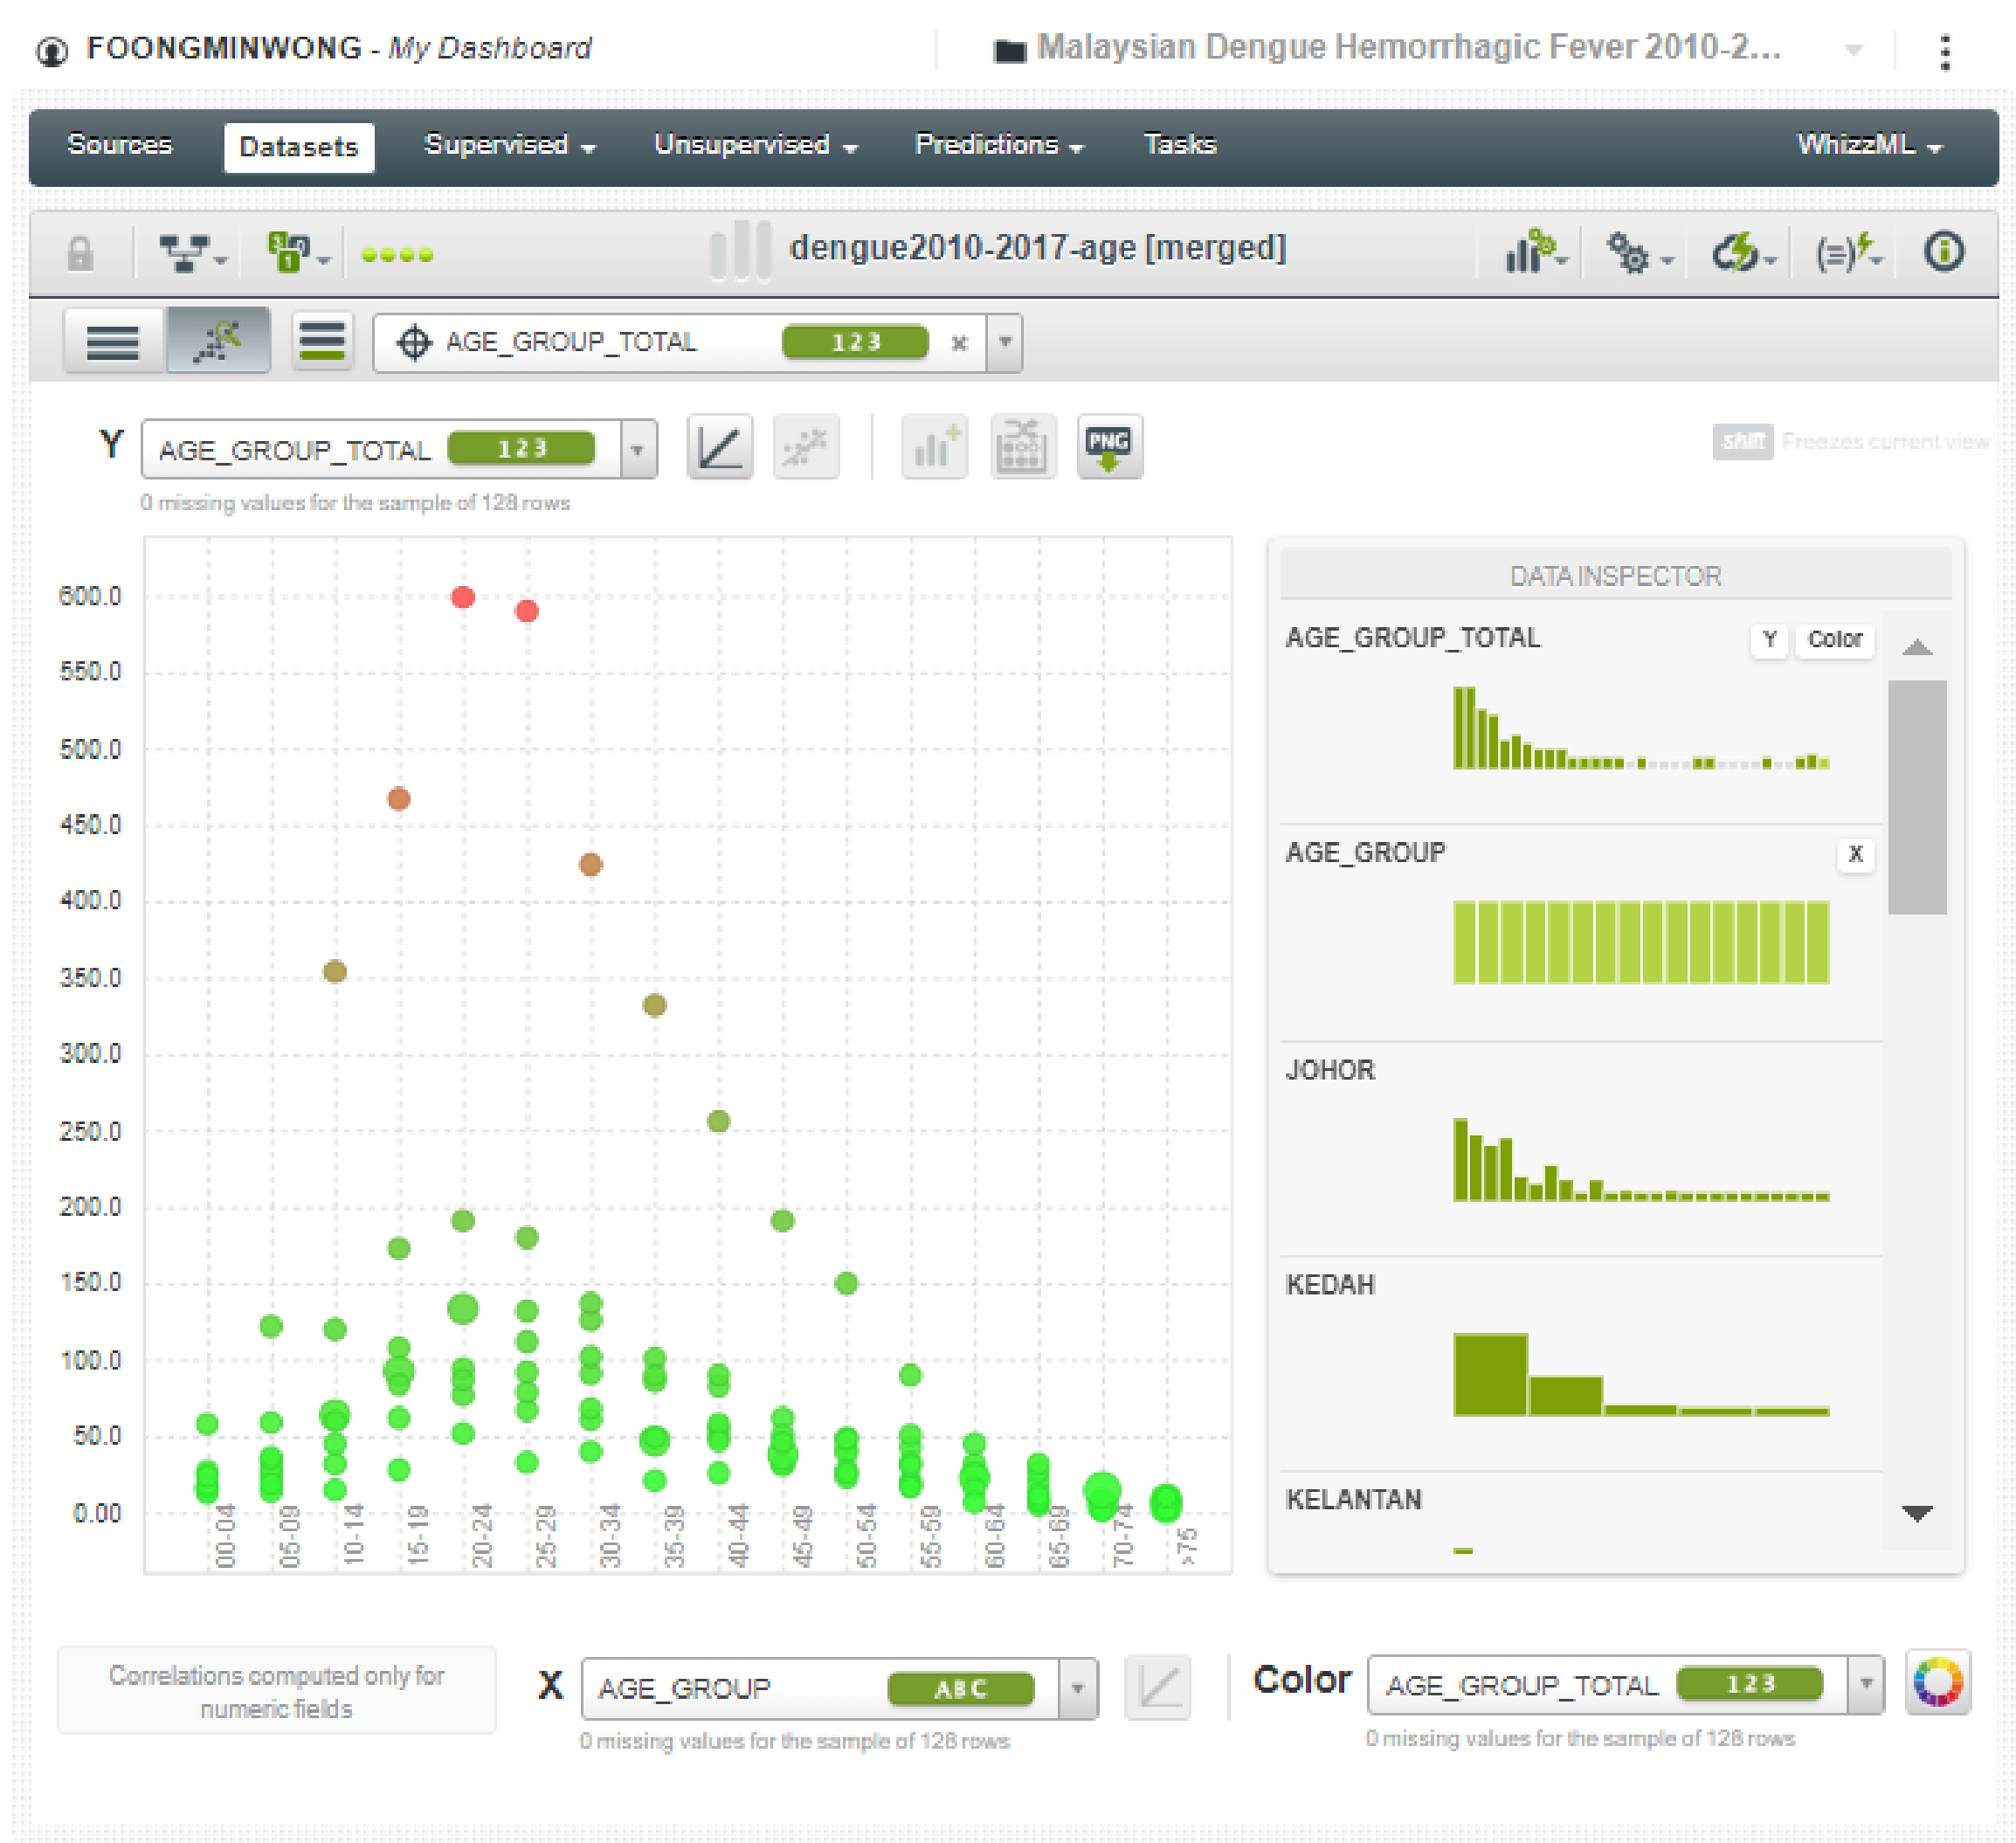 FOONGMINWONG - My Dashboard
Malaysian Dengue Hemorrhagic Fever 2010-2...
Sources Datasets Supervised Unsupervised Predictions Tasks WhizzML
dengue2010-2017-age [merged]
AGE_GROUP_TOTAL 123
Y AGE_GROUP_TOTAL 123 PNG shift Freezes current view
0 missing values for the sample of 128 rows
600.0
550.0
500.0
450.0
400.0
350.0
300.0
250.0
200.0
150.0
100.0
50.0
0.00
00-04 05-09 10-14 15-19 20-24 25-29 30-34 35-39 40-44 45-49 50-54 55-59 60-64 65-69 70-74 >75
DATA INSPECTOR
AGE_GROUP_TOTAL Y Color
AGE_GROUP X
JOHOR
KEDAH
KELANTAN
Correlations computed only for
numeric fields
X AGE_GROUP ABC
0 missing values for the sample of 128 rows
Color AGE_GROUP_TOTAL 123
0 missing values for the sample of 128 rows